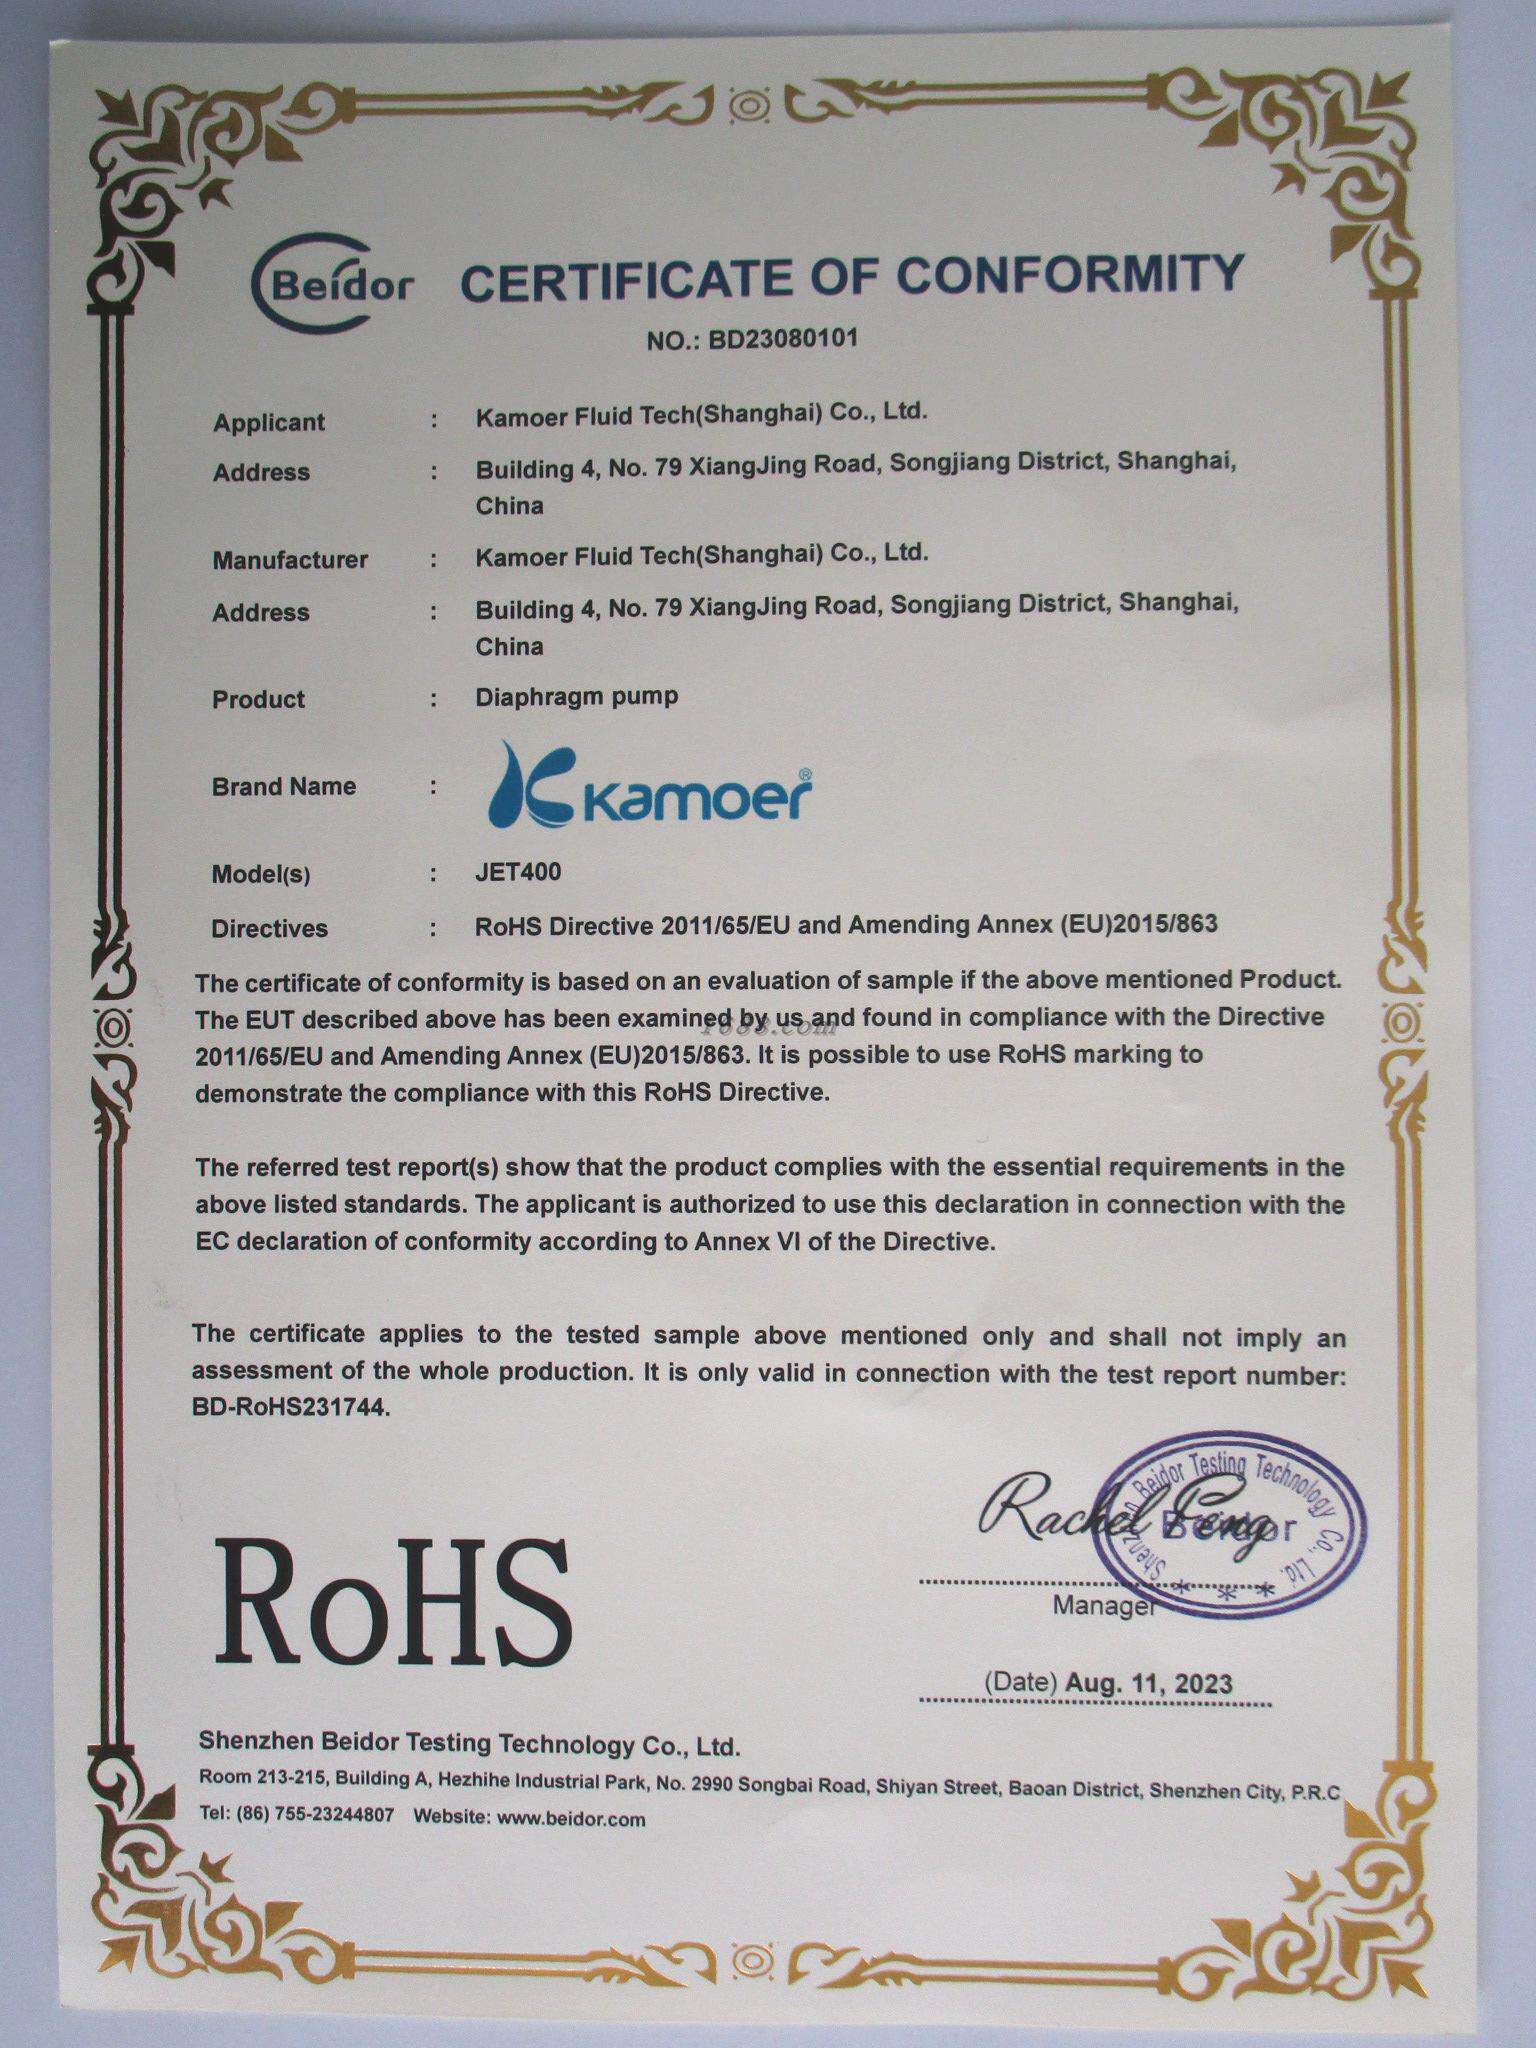 Beidor CERTIFICATE OF CONFORMITY
NO.: BD23080101
Applicant : Kamoer Fluid Tech(Shanghai) Co., Ltd.
Address : Building 4, No. 79 XiangJing Road, Songjiang District, Shanghai,
China
Manufacturer : Kamoer Fluid Tech(Shanghai) Co., Ltd.
Address : Building 4, No. 79 XiangJing Road, Songjiang District, Shanghai,
China
Product : Diaphragm pump
Brand Name : Kamoer®
Model(s) : JET400
Directives : RoHS Directive 2011/65/EU and Amending Annex (EU)2015/863
The certificate of conformity is based on an evaluation of sample if the above mentioned Product.
The EUT described above has been examined by us and found in compliance with the Directive
1688.com
2011/65/EU and Amending Annex (EU)2015/863. It is possible to use RoHS marking to
demonstrate the compliance with this RoHS Directive.
The referred test report(s) show that the product complies with the essential requirements in the
above listed standards. The applicant is authorized to use this declaration in connection with the
EC declaration of conformity according to Annex VI of the Directive.
The certificate applies to the tested sample above mentioned only and shall not imply an
assessment of the whole production. It is only valid in connection with the test report number:
BD-RoHS231744.
Shenzhen Beidor Testing Technology Co., Ltd.
Beidor
* * *
Rachel Feng
Manager
RoHS
(Date) Aug. 11, 2023
Shenzhen Beidor Testing Technology Co., Ltd.
Room 213-215, Building A, Hezhihe Industrial Park, No. 2990 Songbai Road, Shiyan Street, Baoan District, Shenzhen City, P.R.C
Tel: (86) 755-23244807 Website: www.beidor.com